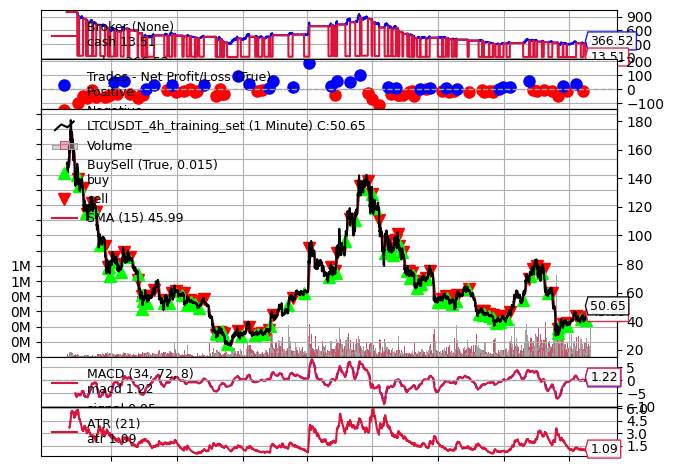 Broker (None)
cash 13.51
900
600
366.52
13.51
Trades - Net Profit/Loss (True)
Positive
Negative
200
100
0
−100
LTCUSDT_4h_training_set (1 Minute) C:50.65
Volume
BuySell (True, 0.015)
buy
sell
SMA (15) 45.99
180
160
140
120
100
80
60
50.65
40
20
1M
1M
0M
0M
0M
0M
0M
MACD (34, 72, 8)
macd 1.22
signal 0.05
5
0
1.22
−5
−10
ATR (21)
atr 1.09
6.0
4.5
3.0
1.5
1.09